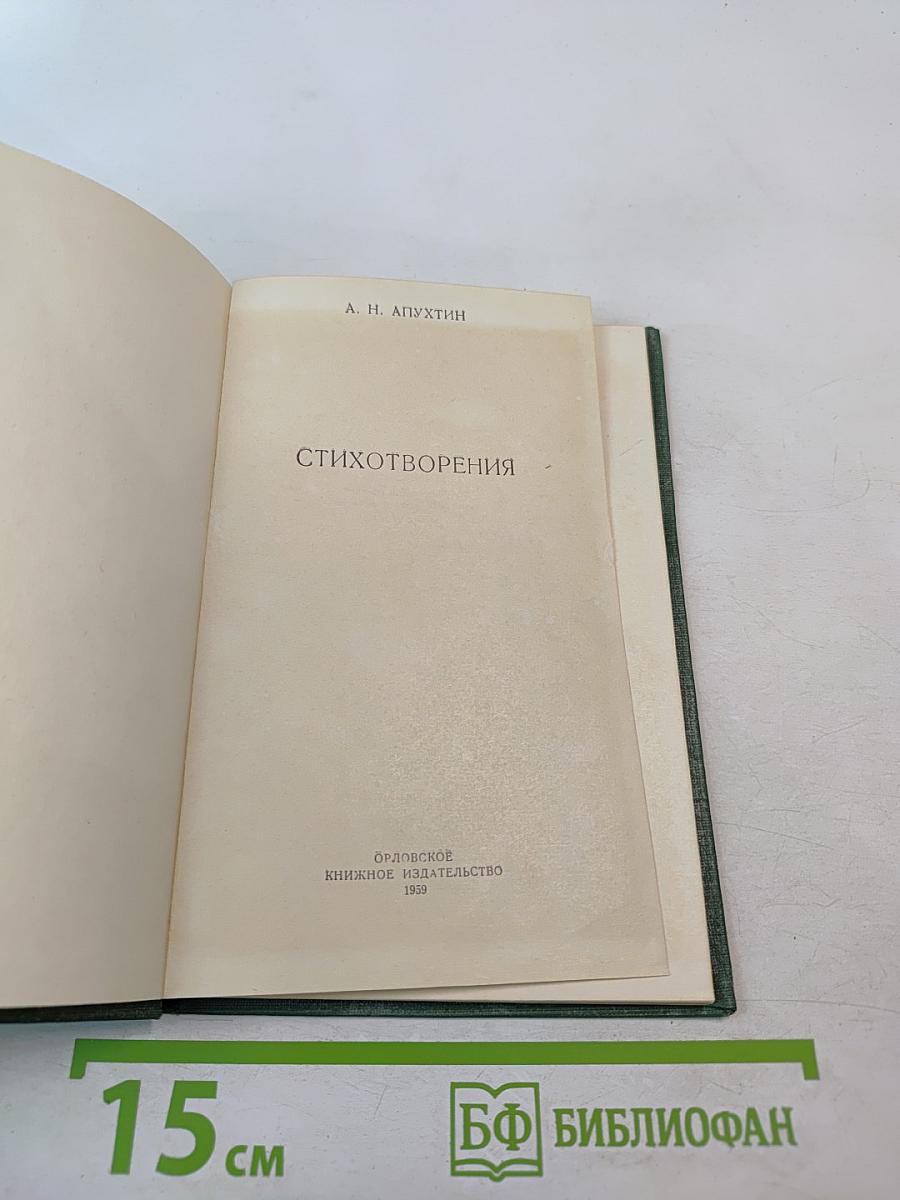 А. Н. АПУХТИН
СТИХОТВОРЕНИЯ
ОРЛОВСКОЕ
КНИЖНОЕ ИЗДАТЕЛЬСТВО
1959
15 см
БФ БИБЛИОФАН